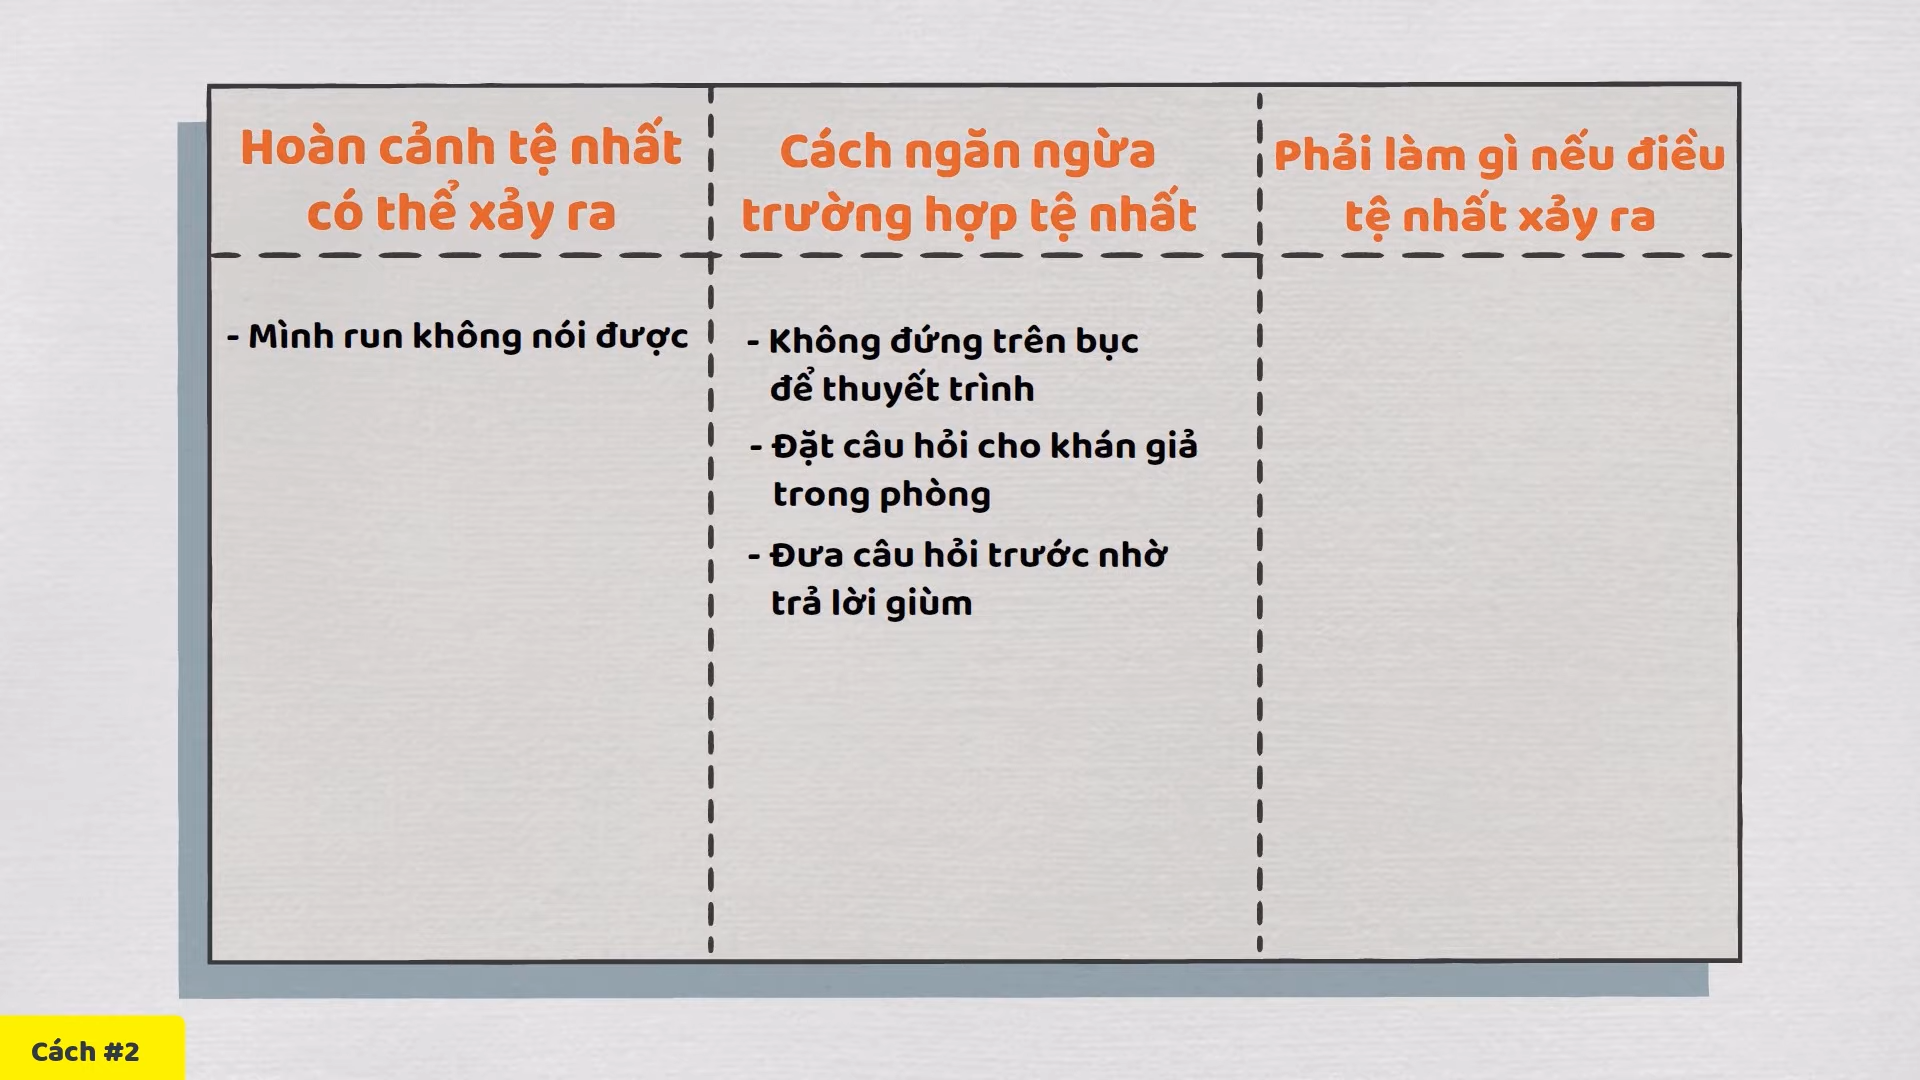 Hoàn cảnh tệ nhất
có thể xảy ra
Cách ngăn ngừa
trường hợp tệ nhất
Phải làm gì nếu điều
tệ nhất xảy ra
- Mình run không nói được
- Không đứng trên bục
để thuyết trình
- Đặt câu hỏi cho khán giả
trong phòng
- Đưa câu hỏi trước nhờ
trả lời giùm
Cách #2